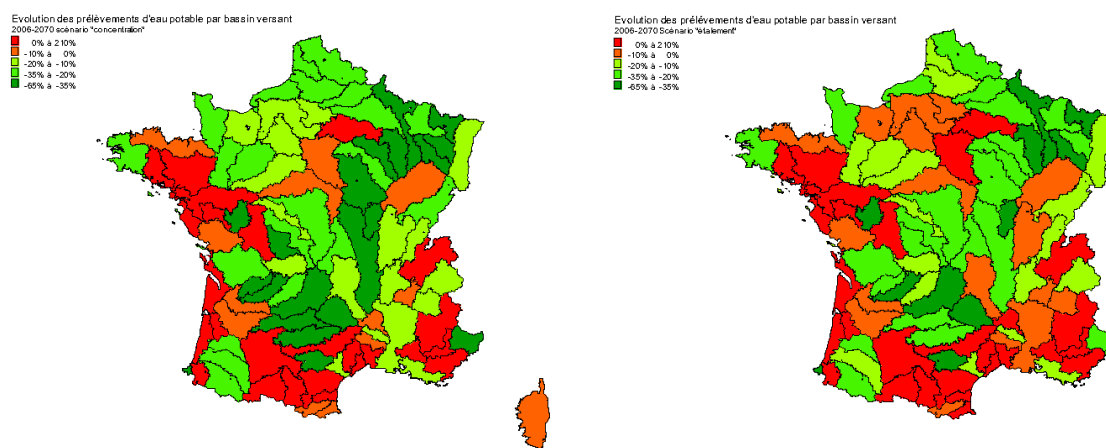 Evolution des prélévements d'eau potable par bassin versant
2006-2070 scénario "concentration"
0% à 210%
-10% à 0%
-20% à -10%
-35% à -20%
-65% à -35%
Evolution des prélévements d'eau potable par bassin versant
2006-2070 Scénario "étalement"
0% à 210%
-10% à 0%
-20% à -10%
-35% à -20%
-65% à -35%